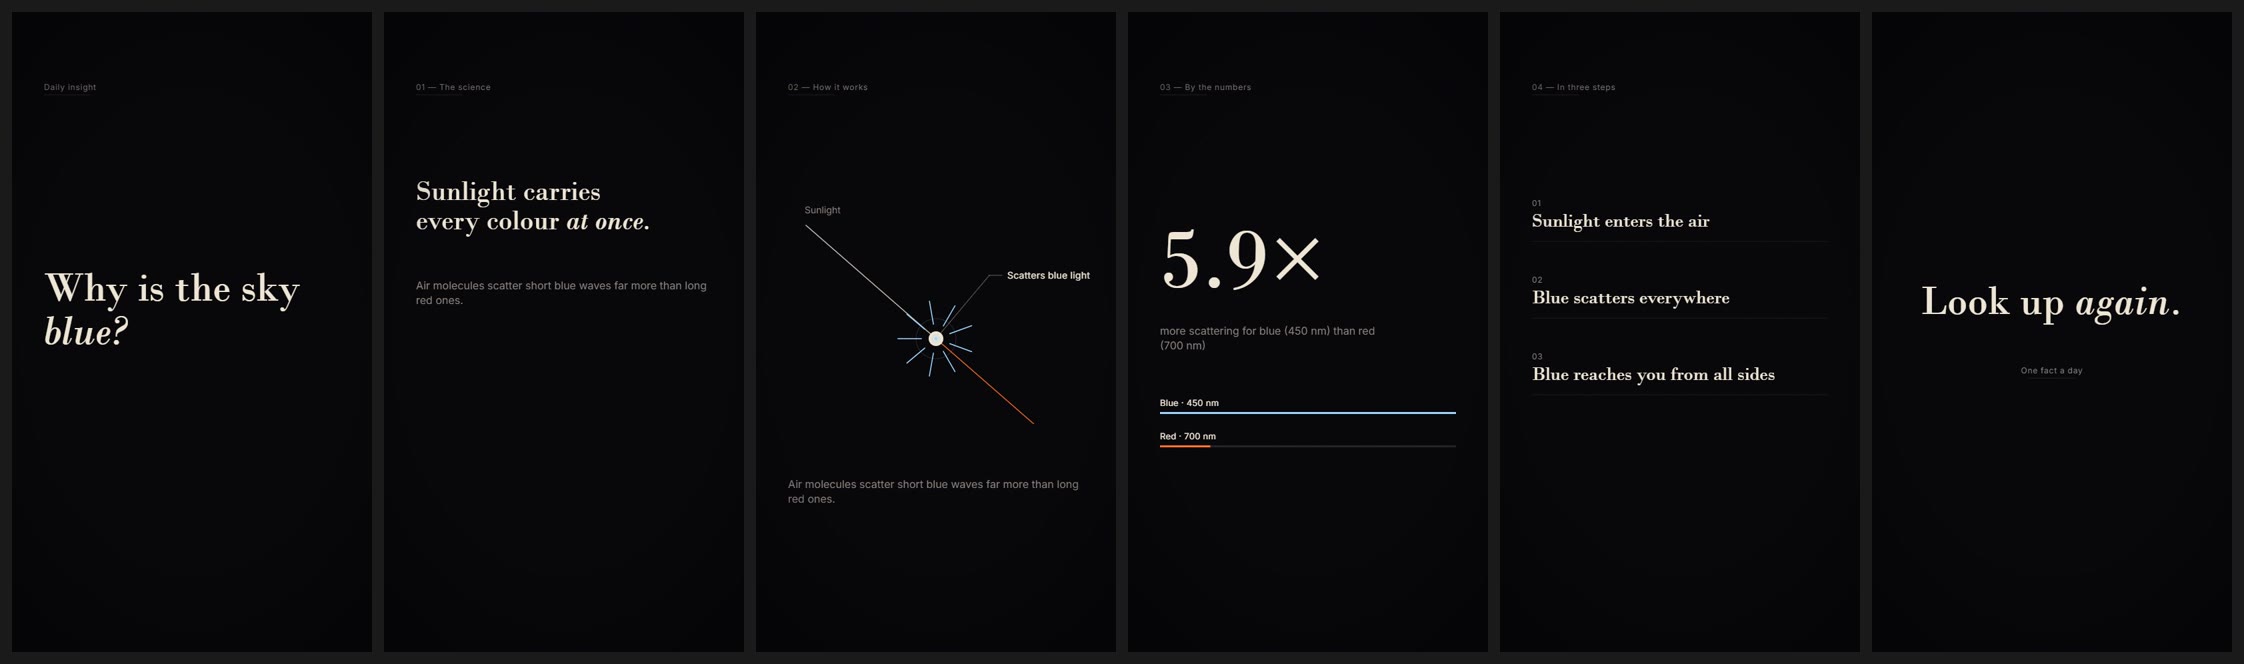 Daily Insight
Why is the sky
blue?
01 — The science
Sunlight carries
every colour at once.
Air molecules scatter short blue waves far more than long
red ones.
02 — How it works
Sunlight
Scatters blue light
Air molecules scatter short blue waves far more than long
red ones.
03 — By the numbers
5.9×
more scattering for blue (450 nm) than red
(700 nm)
Blue · 450 nm
Red · 700 nm
04 — In three steps
01
Sunlight enters the air
02
Blue scatters everywhere
03
Blue reaches you from all sides
Look up again.
One fact a day